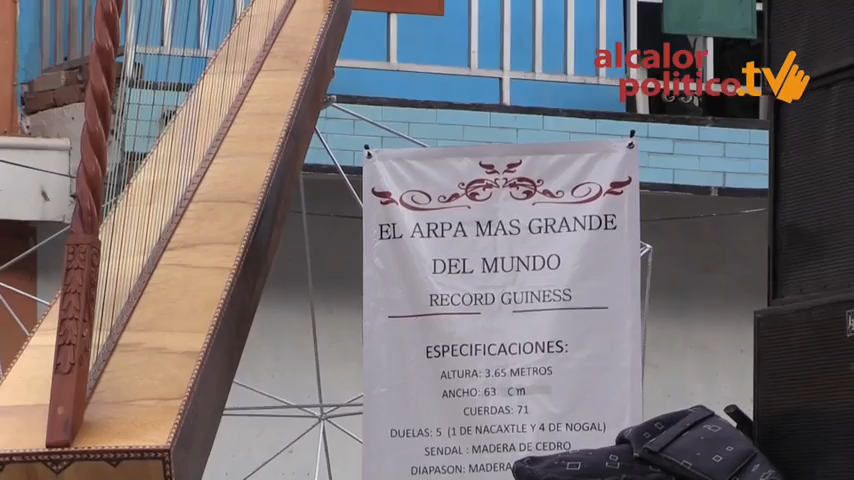 alcalor
politico.tv
EL ARPA MAS GRANDE
DEL MUNDO
RECORD GUINESS
ESPECIFICACIONES:
ALTURA: 3.65 METROS
ANCHO: 63 cm
CUERDAS: 71
DUELAS: 5 (1 DE NACAXTLE Y 4 DE NOGAL)
SENDAL: MADERA DE CEDRO
DIAPASON: MADERA